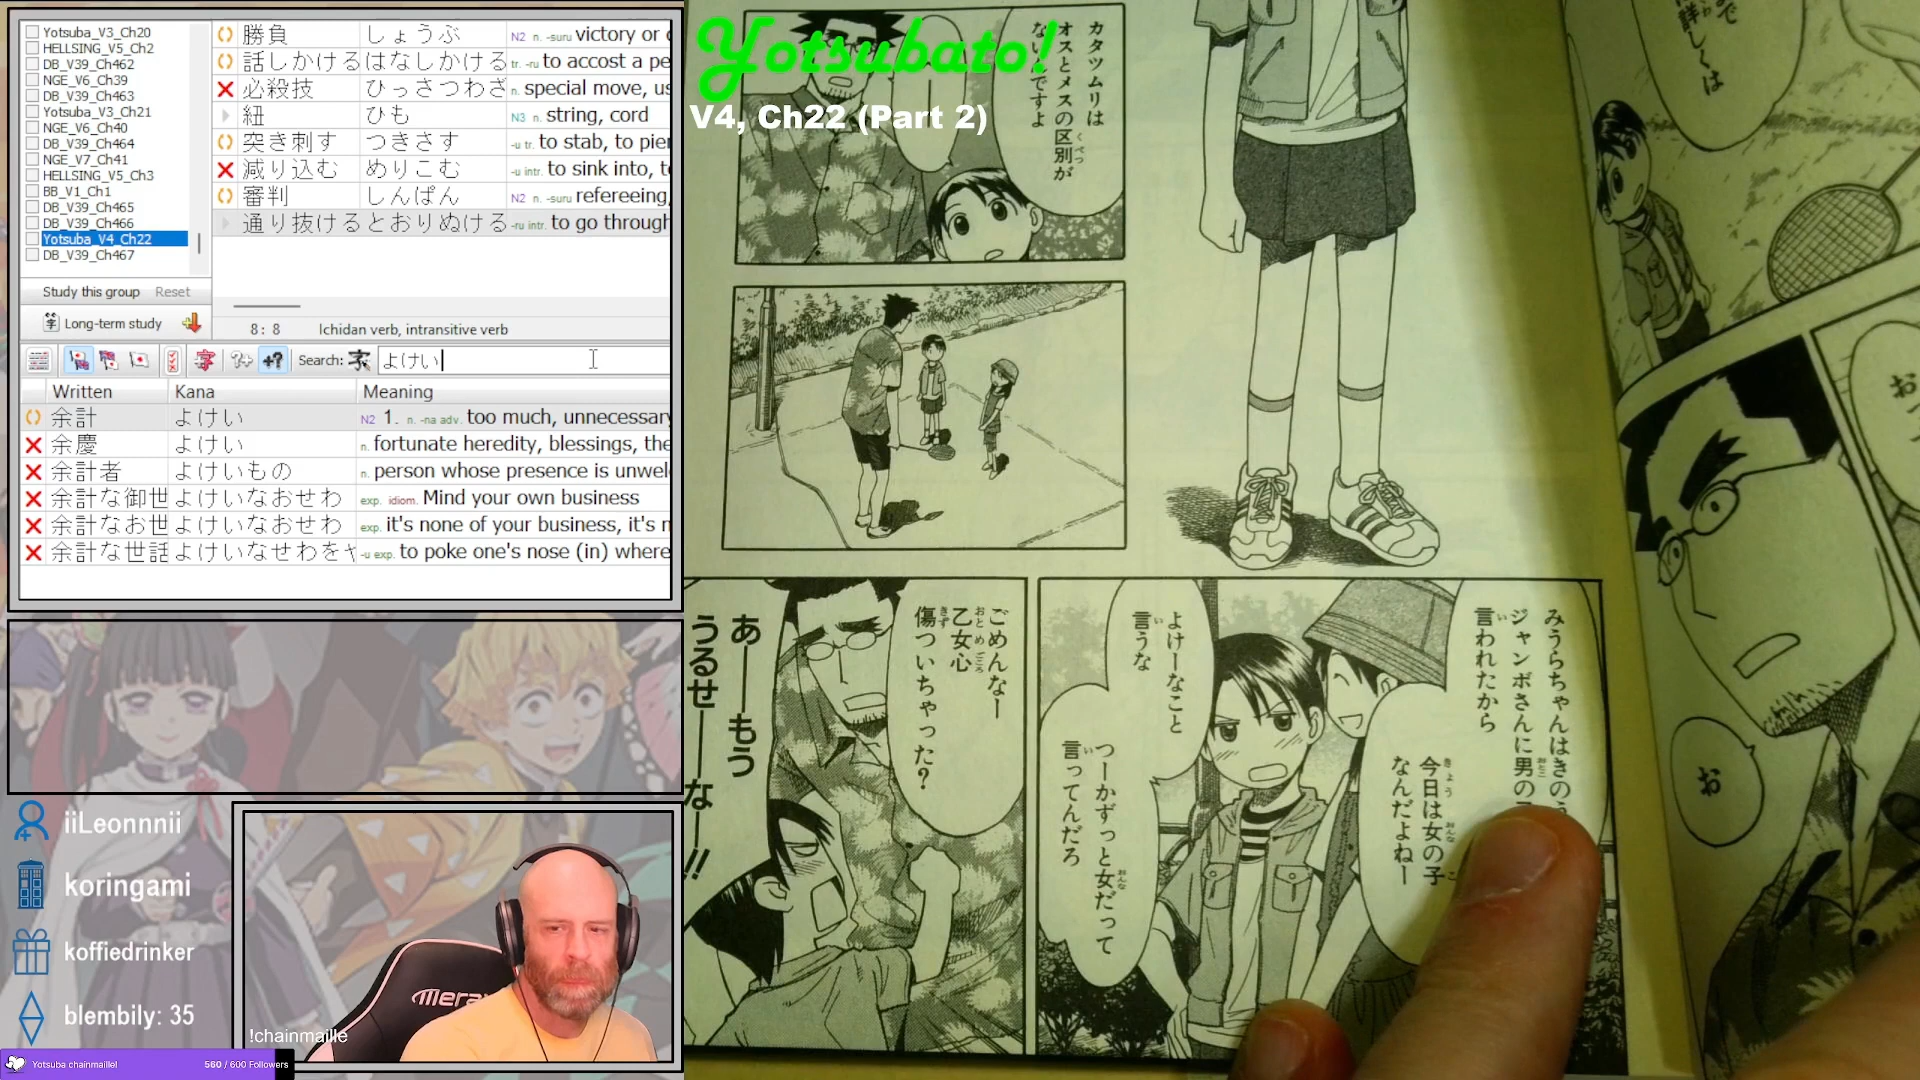 Yotsuba_V3_Ch20
HELLSING_V5_Ch2
DB_V39_Ch462
NGE_V6_Ch39
DB_V39_Ch463
Yotsuba_V3_Ch21
NGE_V6_Ch40
DB_V39_Ch464
NGE_V7_Ch41
HELLSING_V5_Ch3
BB_V1_Ch1
DB_V39_Ch465
DB_V39_Ch466
Yotsuba_V4_Ch22
DB_V39_Ch467
Study this group Reset
Long-term study
勝負 しょうぶ N2 n. -suru victory or
話しかける はなしかける tr. -ru to accost a pe
必殺技 ひっさつわざ n. special move, us
紐 ひも N3 n. string, cord
突き刺す つきさす -u tr. to stab, to pier
減り込む めりこむ -u intr. to sink into, t
審判 しんぱん N2 n. -suru refereeing,
通り抜ける とおりぬける -ru intr. to go through
8: 8 Ichidan verb, intransitive verb
Search: よけい
Written Kana Meaning
余計 よけい N2 1. n. -na adv. too much, unnecessary
余慶 よけい n. fortunate heredity, blessings, the
余計者 よけいもの n. person whose presence is unwel
余計な御世 よけいなおせわ exp. idiom. Mind your own business
余計なお世 よけいなおせわ exp. it's none of your business, it's
余計な世話 よけいなせわを -u exp. to poke one's nose (in) where
iiLeonnnii
koringami
koffiedrinker
blembily: 35
Yotsuba chainmaille! 560 / 600 Followers
!chainmaille
Yotsubato!
V4, Ch22 (Part 2)
カタツムリは
オスとメスの区別が
ですよ
詳しくは
みうらちゃんはきのう
ジャンボさんに男の
言われたから
今日は女の子
なんだよねー
よけーなこと
言うな
つーかずっと女だって
言ってんだろ
ごめんなー
乙女心
傷ついちゃった?
あーーもう
うるせーーなーー!!
お